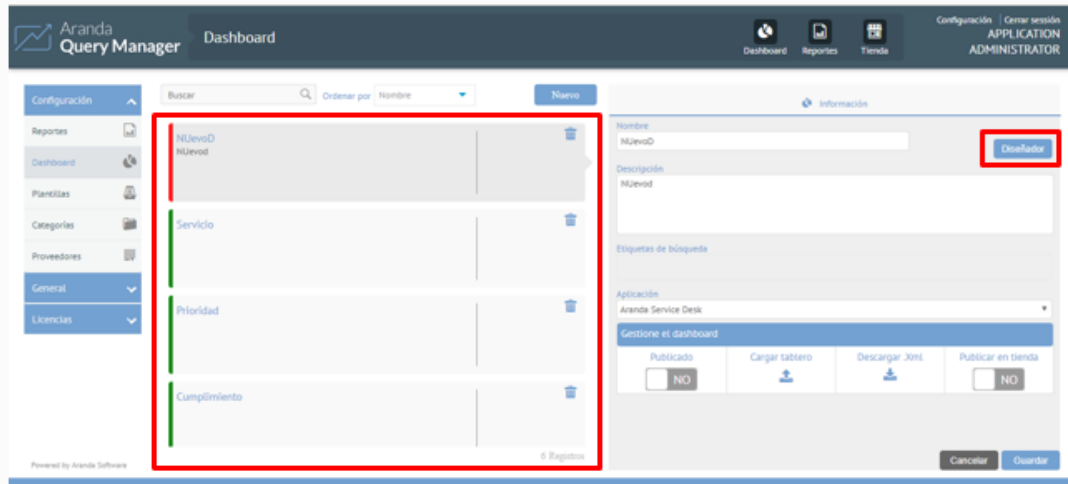 Aranda
Query Manager
Dashboard
Dashboard
Reportes
Tienda
Configuración | Cerrar sesión
APPLICATION
ADMINISTRATOR
Configuración
Reportes
Dashboard
Plantillas
Categorías
Proveedores
General
Licencias
Powered by Aranda Software
Buscar
Ordenar por
Nombre
Nuevo
NUevoD
NUevod
Servicio
Prioridad
Cumplimiento
6 Registros
Información
Nombre
NUevoD
Diseñador
Descripción
NUevod
Etiquetas de búsqueda
Aplicación
Aranda Service Desk
Gestione el dashboard
Publicado
Cargar tablero
Descargar .Xml
Publicar en tienda
NO
NO
Cancelar
Guardar